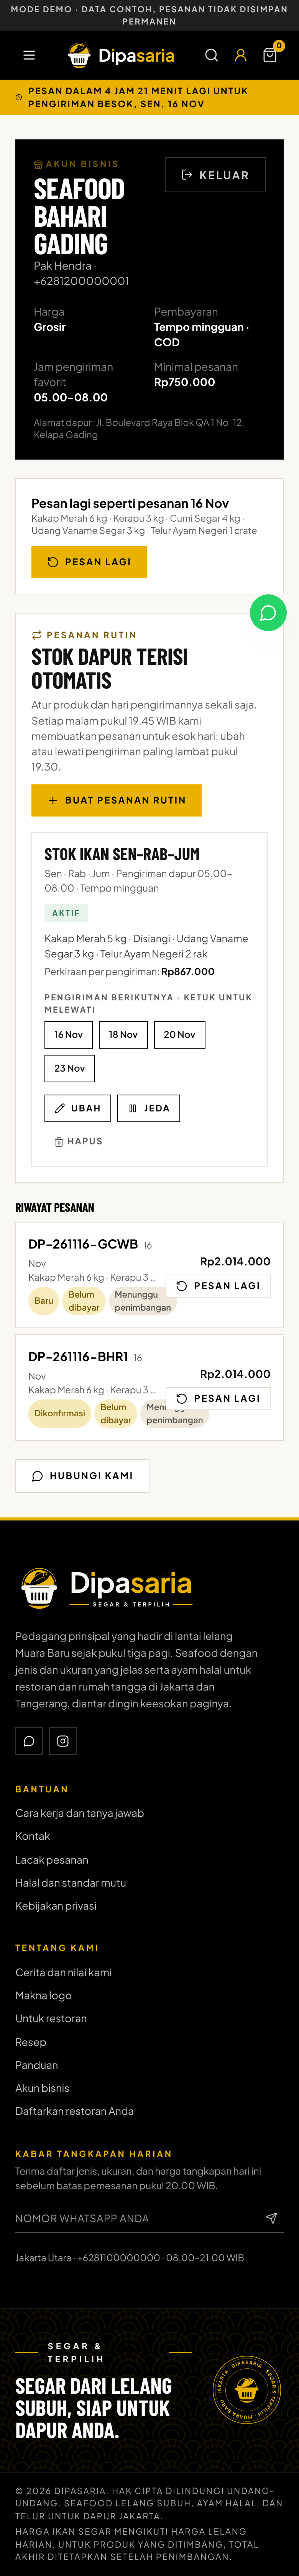 MODE DEMO · DATA CONTOH, PESANAN TIDAK DISIMPAN
PERMANEN
Dipasaria
0
PESAN DALAM 4 JAM 21 MENIT LAGI UNTUK
PENGIRIMAN BESOK, SEN, 16 NOV
AKUN BISNIS
SEAFOOD
BAHARI
GADING
KELUAR
Pak Hendra ·
+6281200000001
Harga
Grosir
Pembayaran
Tempo mingguan ·
COD
Jam pengiriman
favorit
05.00–08.00
Minimal pesanan
Rp750.000
Alamat dapur: Jl. Boulevard Raya Blok QA 1 No. 12,
Kelapa Gading
Pesan lagi seperti pesanan 16 Nov
Kakap Merah 6 kg · Kerapu 3 kg · Cumi Segar 4 kg ·
Udang Vaname Segar 3 kg · Telur Ayam Negeri 1 crate
PESAN LAGI
PESANAN RUTIN
STOK DAPUR TERISI
OTOMATIS
Atur produk dan hari pengirimannya sekali saja.
Setiap malam pukul 19.45 WIB kami
membuatkan pesanan untuk esok hari; ubah
atau lewati pengiriman paling lambat pukul
19.30.
BUAT PESANAN RUTIN
STOK IKAN SEN-RAB-JUM
Sen · Rab · Jum · Pengiriman dapur 05.00–
08.00 · Tempo mingguan
AKTIF
Kakap Merah 5 kg · Disiangi · Udang Vaname
Segar 3 kg · Telur Ayam Negeri 2 rak
Perkiraan per pengiriman: Rp867.000
PENGIRIMAN BERIKUTNYA · KETUK UNTUK
MELEWATI
16 Nov
18 Nov
20 Nov
23 Nov
UBAH
JEDA
HAPUS
RIWAYAT PESANAN
DP-261116-GCWB 16
Nov
Kakap Merah 6 kg · Kerapu 3 ...
Baru
Belum
dibayar
Menunggu
penimbangan
Rp2.014.000
PESAN LAGI
DP-261116-BHR1 16
Nov
Kakap Merah 6 kg · Kerapu 3 ...
Dikonfirmasi
Belum
dibayar
penimbangan
Rp2.014.000
PESAN LAGI
HUBUNGI KAMI
Dipasaria
SEGAR & TERPILIH
Pedagang prinsipal yang hadir di lantai lelang
Muara Baru sejak pukul tiga pagi. Seafood dengan
jenis dan ukuran yang jelas serta ayam halal untuk
restoran dan rumah tangga di Jakarta dan
Tangerang, diantar dingin keesokan paginya.
BANTUAN
Cara kerja dan tanya jawab
Kontak
Lacak pesanan
Halal dan standar mutu
Kebijakan privasi
TENTANG KAMI
Cerita dan nilai kami
Makna logo
Untuk restoran
Resep
Panduan
Akun bisnis
Daftarkan restoran Anda
KABAR TANGKAPAN HARIAN
Terima daftar jenis, ukuran, dan harga tangkapan hari ini
sebelum batas pemesanan pukul 20.00 WIB.
NOMOR WHATSAPP ANDA
Jakarta Utara · +6281100000000 · 08.00–21.00 WIB
SEGAR &
TERPILIH
SEGAR DARI LELANG
SUBUH, SIAP UNTUK
DAPUR ANDA.
© 2026 DIPASARIA. HAK CIPTA DILINDUNGI UNDANG-
UNDANG. SEAFOOD LELANG SUBUH, AYAM HALAL, DAN
TELUR UNTUK DAPUR JAKARTA.
HARGA IKAN SEGAR MENGIKUTI HARGA LELANG
HARIAN. UNTUK PRODUK YANG DITIMBANG, TOTAL
AKHIR DITETAPKAN SETELAH PENIMBANGAN.